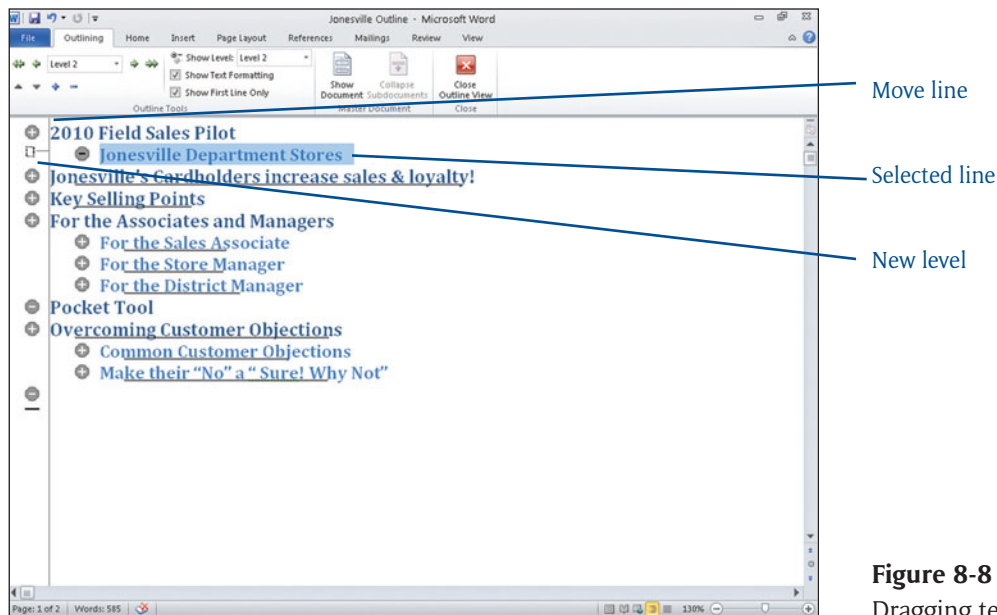 Jonesville Outline - Microsoft Word
File Outlining Home Insert Page Layout References Mailings Review View
Level 2
Show Level: Level 2
Show Text Formatting
Show First Line Only
Outline Tools
Show Document
Collapse Subdocuments
Master Document
Close Outline View
Close
2010 Field Sales Pilot
Jonesville Department Stores
Jonesville's Cardholders increase sales & loyalty!
Key Selling Points
For the Associates and Managers
For the Sales Associate
For the Store Manager
For the District Manager
Pocket Tool
Overcoming Customer Objections
Common Customer Objections
Make their “No” a “ Sure! Why Not”
Page: 1 of 2 Words: 585 130%
Move line
Selected line
New level
Figure 8-8
Dragging te